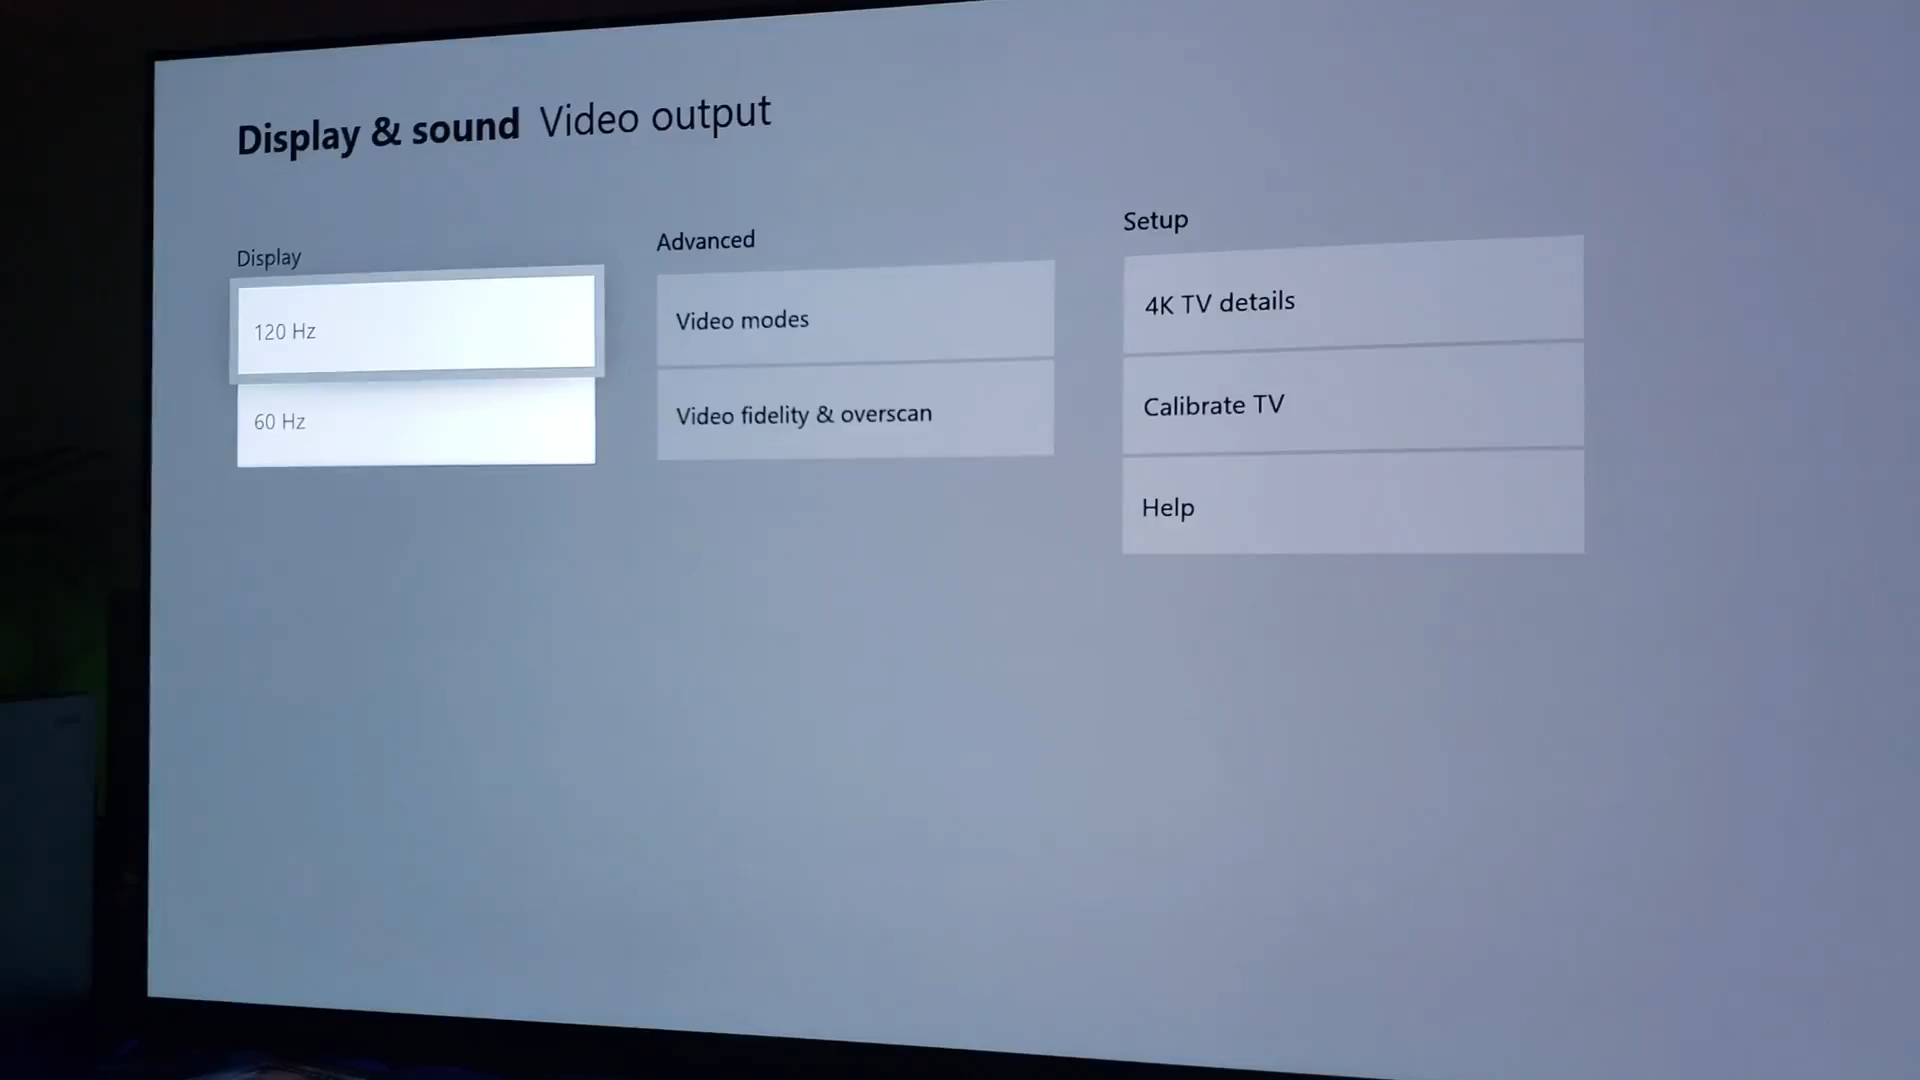 Display & sound Video output
Display
120 Hz
60 Hz
Advanced
Video modes
Video fidelity & overscan
Setup
4K TV details
Calibrate TV
Help